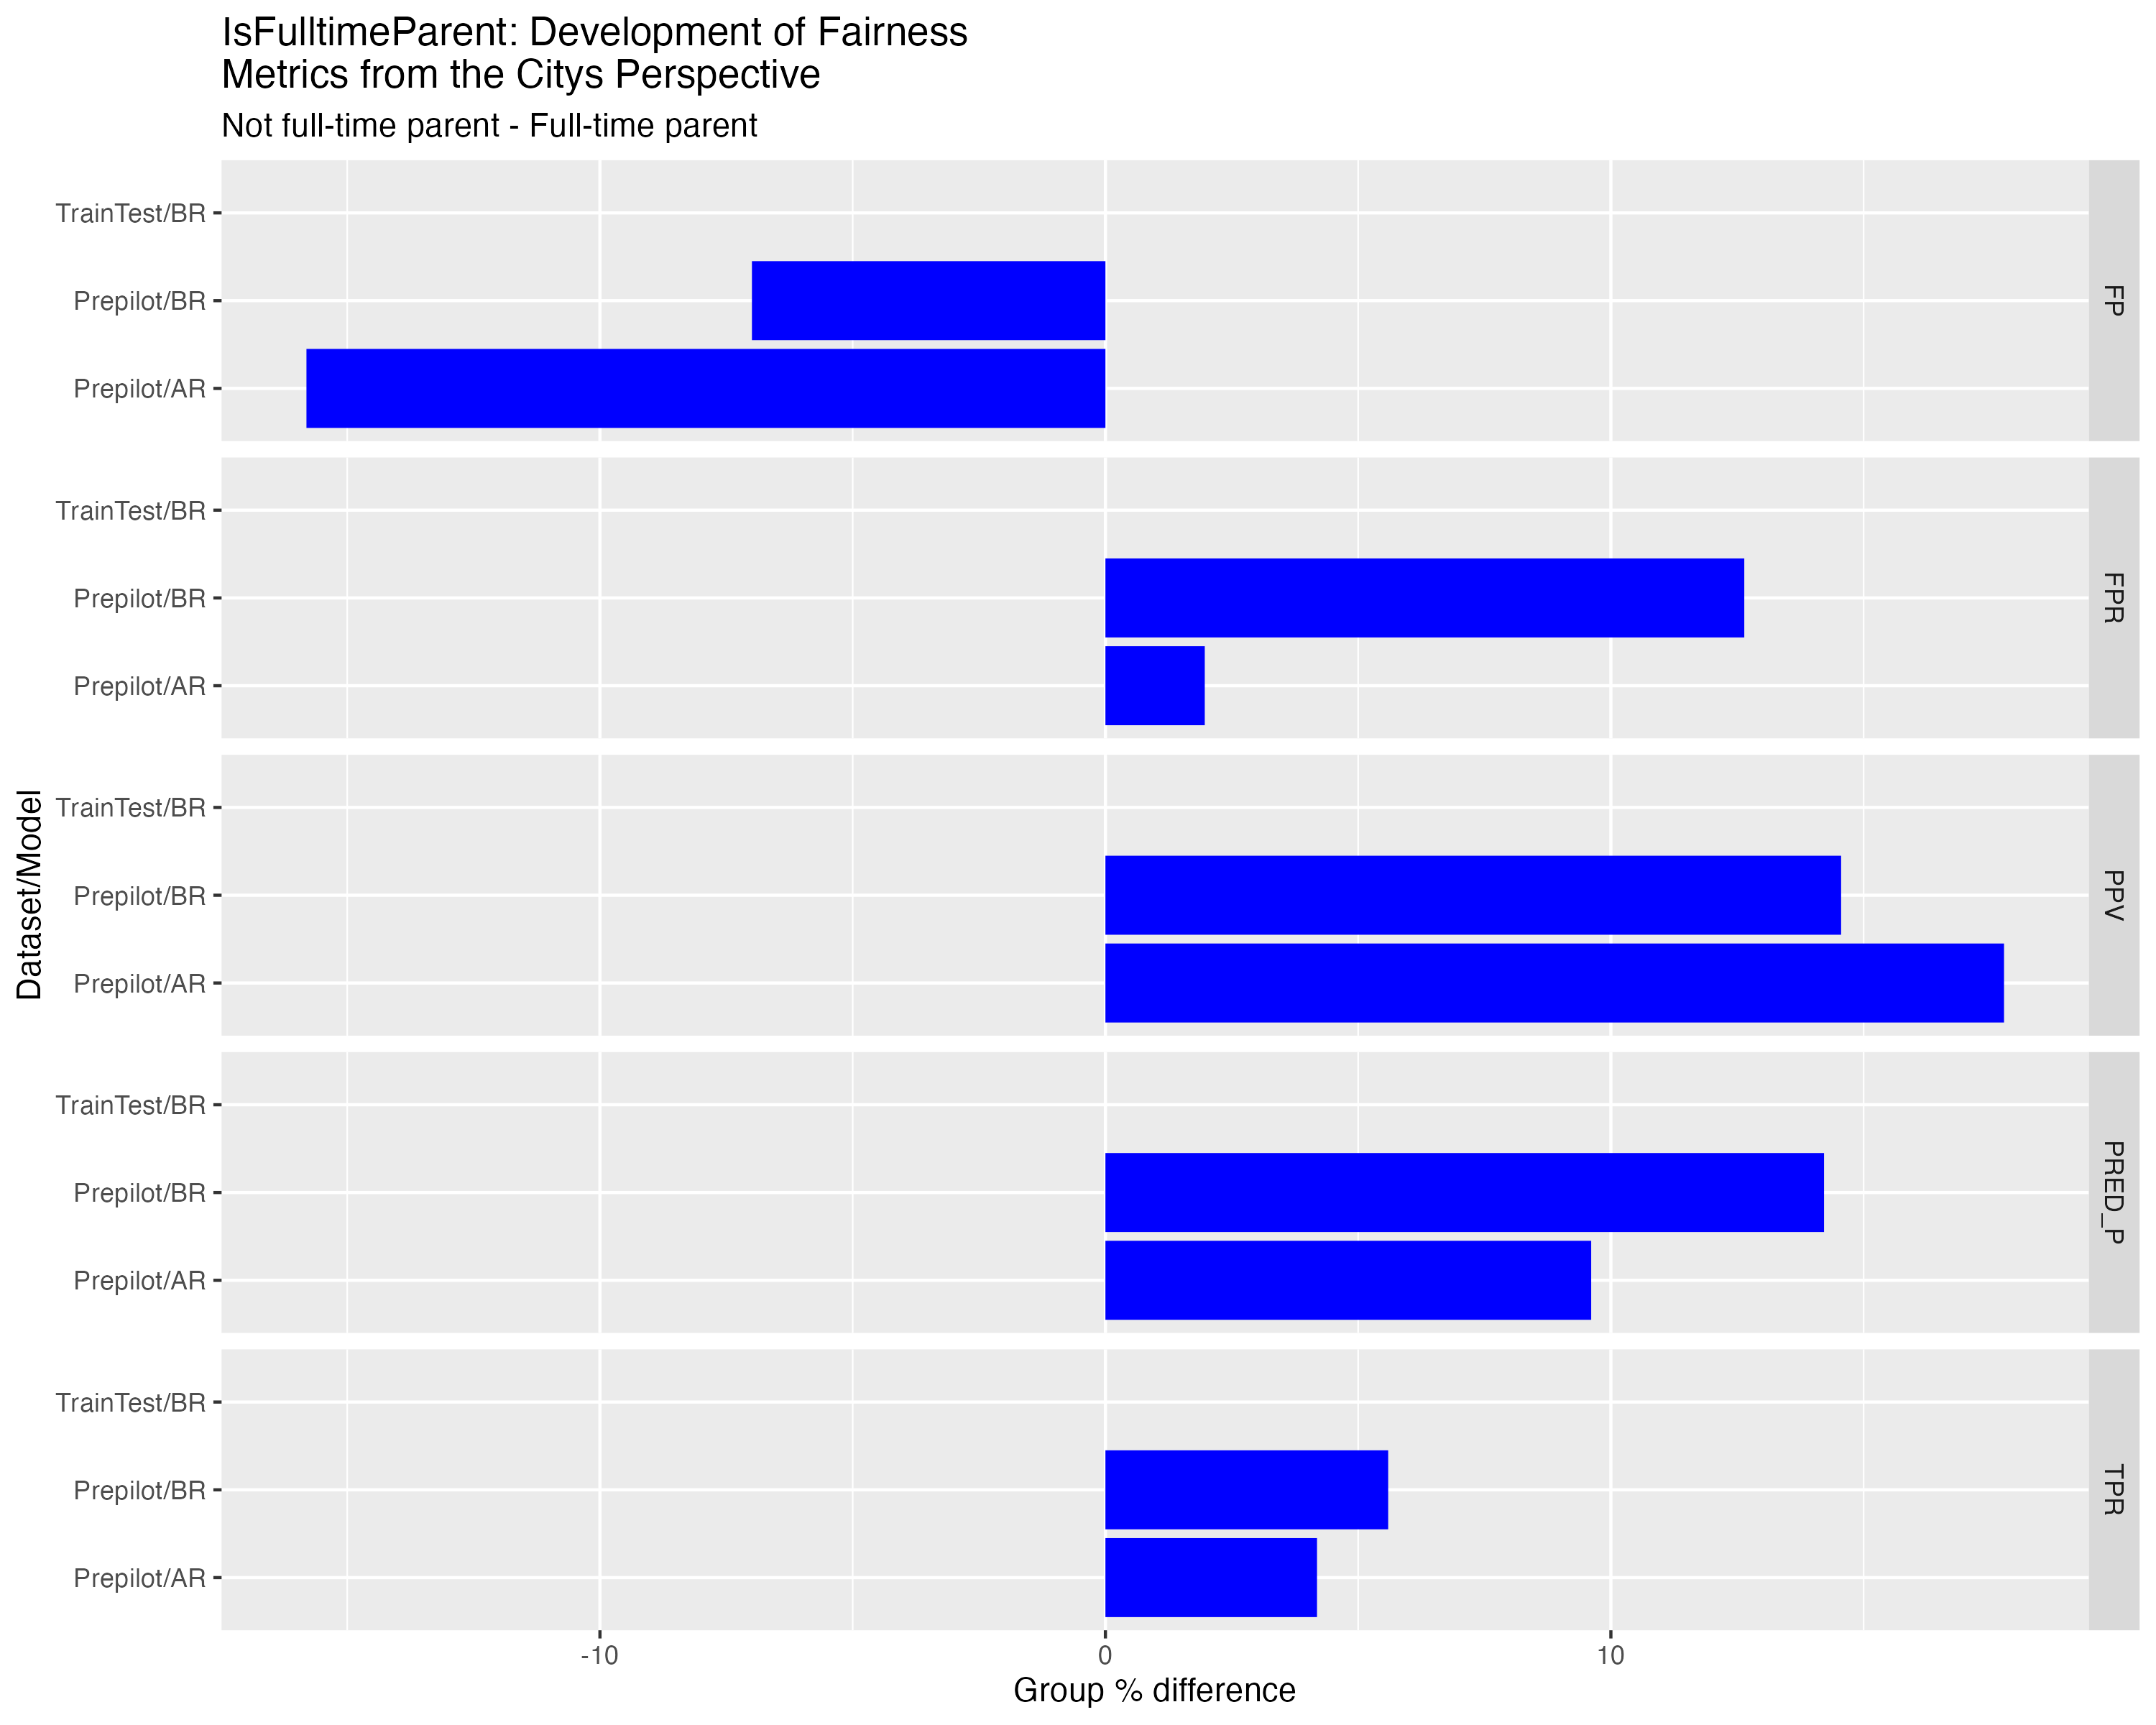 IsFulltimeParent: Development of Fairness
Metrics from the Citys Perspective
Not full-time parent - Full-time parent
TrainTest/BR
Prepilot/BR
Prepilot/AR
FP
TrainTest/BR
Prepilot/BR
Prepilot/AR
FPR
TrainTest/BR
Prepilot/BR
Prepilot/AR
PPV
TrainTest/BR
Prepilot/BR
Prepilot/AR
PRED_P
TrainTest/BR
Prepilot/BR
Prepilot/AR
TPR
Dataset/Model
-10 0 10
Group % difference